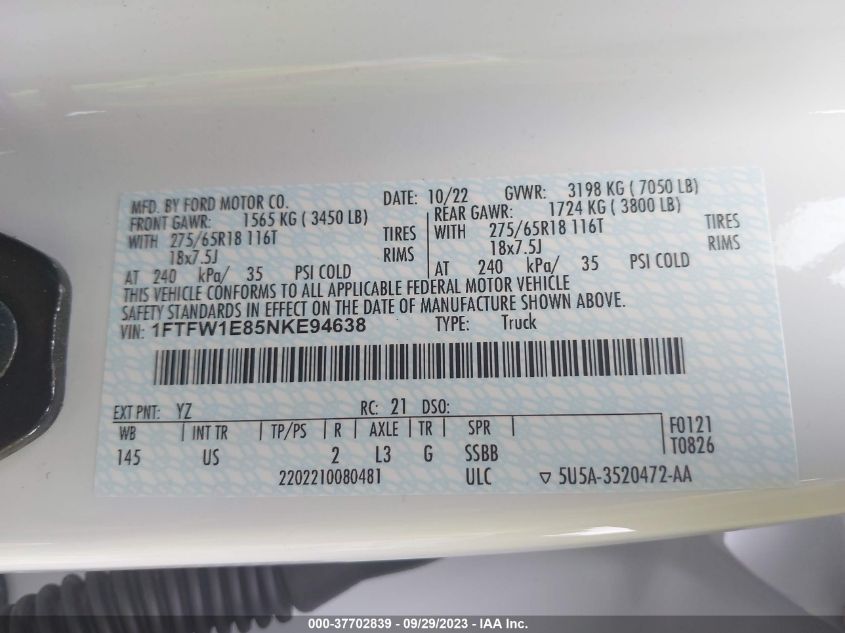 MFD. BY FORD MOTOR CO. DATE: 10/22 GVWR: 3198 KG ( 7050 LB)
FRONT GAWR: 1565 KG ( 3450 LB) REAR GAWR: 1724 KG ( 3800 LB)
WITH 275/65R18 116T TIRES WITH 275/65R18 116T TIRES
18x7.5J RIMS 18x7.5J RIMS
AT 240 kPa/ 35 PSI COLD AT 240 kPa/ 35 PSI COLD
THIS VEHICLE CONFORMS TO ALL APPLICABLE FEDERAL MOTOR VEHICLE
SAFETY STANDARDS IN EFFECT ON THE DATE OF MANUFACTURE SHOWN ABOVE.
VIN: 1FTFW1E85NKE94638 TYPE: Truck
EXT PNT: YZ RC: 21 DSO:
WB INT TR TP/PS R AXLE TR SPR F0121
145 US 2 L3 G SSBB T0826
2202210080481 ULC ▽ 5U5A-3520472-AA
000-37702839 - 09/29/2023 - IAA Inc.